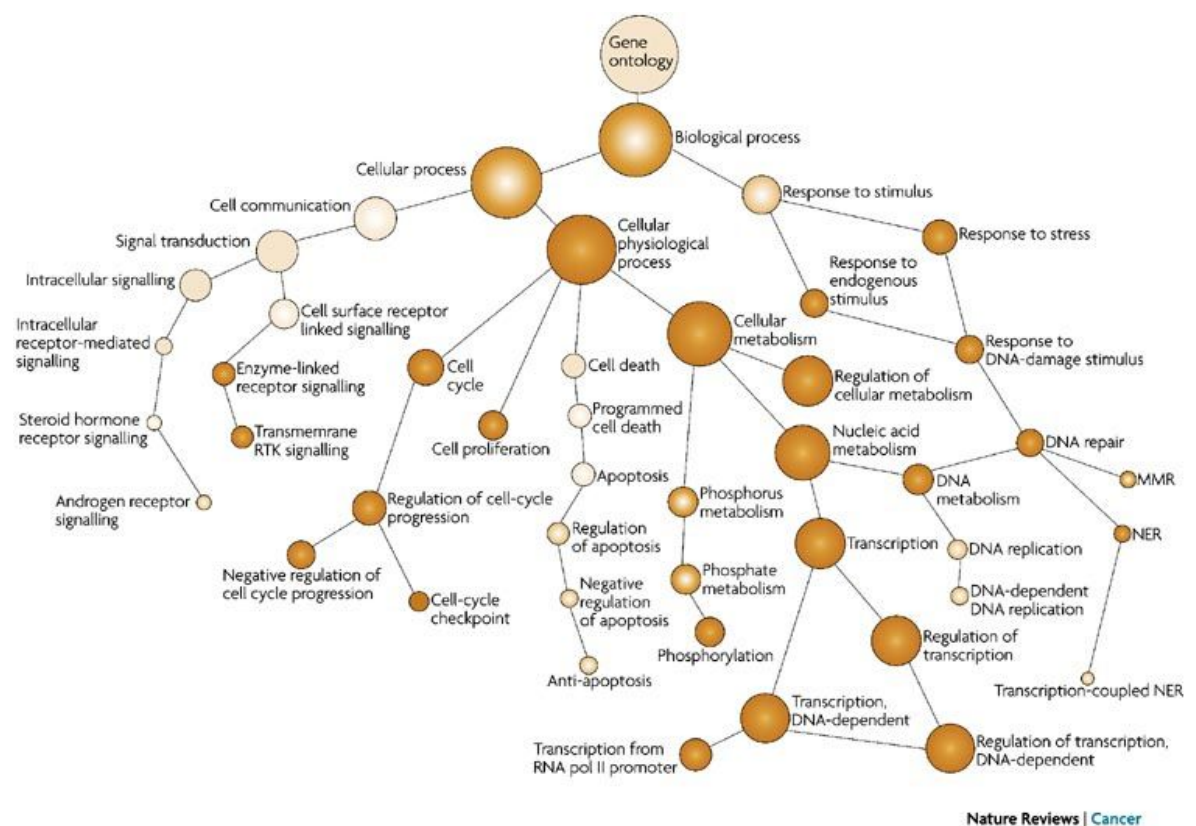 Gene
ontology
Biological process
Cellular process
Response to stimulus
Cell communication
Cellular
physiological
process
Response to stress
Signal transduction
Response to
endogenous
stimulus
Intracellular signalling
Cell surface receptor
linked signalling
Cellular
metabolism
Intracellular
receptor-mediated
signalling
Response to
DNA-damage stimulus
Enzyme-linked
receptor signalling
Cell
cycle
Cell death
Regulation of
cellular metabolism
Steroid hormone
receptor signalling
Transmemrane
RTK signalling
Cell proliferation
Programmed
cell death
Nucleic acid
metabolism
DNA repair
Androgen receptor
signalling
Regulation of cell-cycle
progression
Apoptosis
Phosphorus
metabolism
DNA
metabolism
MMR
Regulation
of apoptosis
Transcription
DNA replication
NER
Negative regulation of
cell cycle progression
Cell-cycle
checkpoint
Negative
regulation
of apoptosis
Phosphate
metabolism
DNA-dependent
DNA replication
Phosphorylation
Regulation of
transcription
Anti-apoptosis
Transcription-coupled NER
Transcription,
DNA-dependent
Transcription from
RNA pol II promoter
Regulation of transcription,
DNA-dependent
Nature Reviews | Cancer